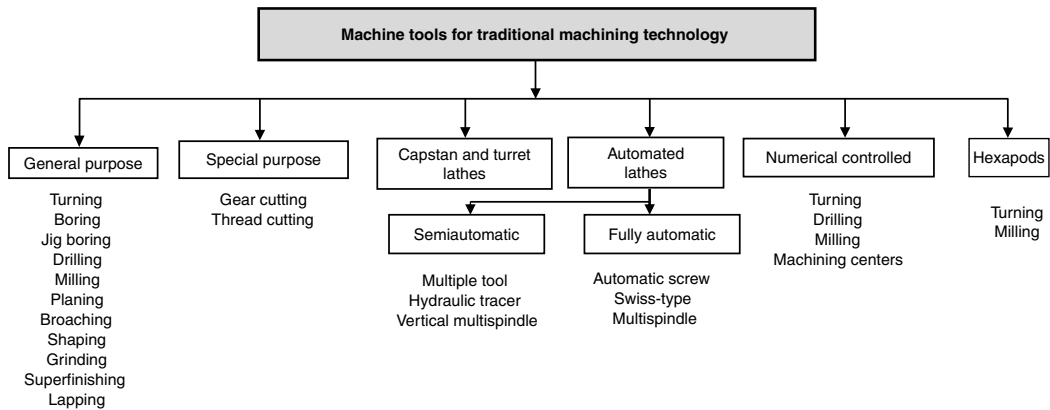 Machine tools for traditional machining technology
General purpose
Turning
Boring
Jig boring
Drilling
Milling
Planing
Broaching
Shaping
Grinding
Superfinishing
Lapping
Special purpose
Gear cutting
Thread cutting
Capstan and turret
lathes
Automated
lathes
Semiautomatic
Multiple tool
Hydraulic tracer
Vertical multispindle
Fully automatic
Automatic screw
Swiss-type
Multispindle
Numerical controlled
Turning
Drilling
Milling
Machining centers
Hexapods
Turning
Milling